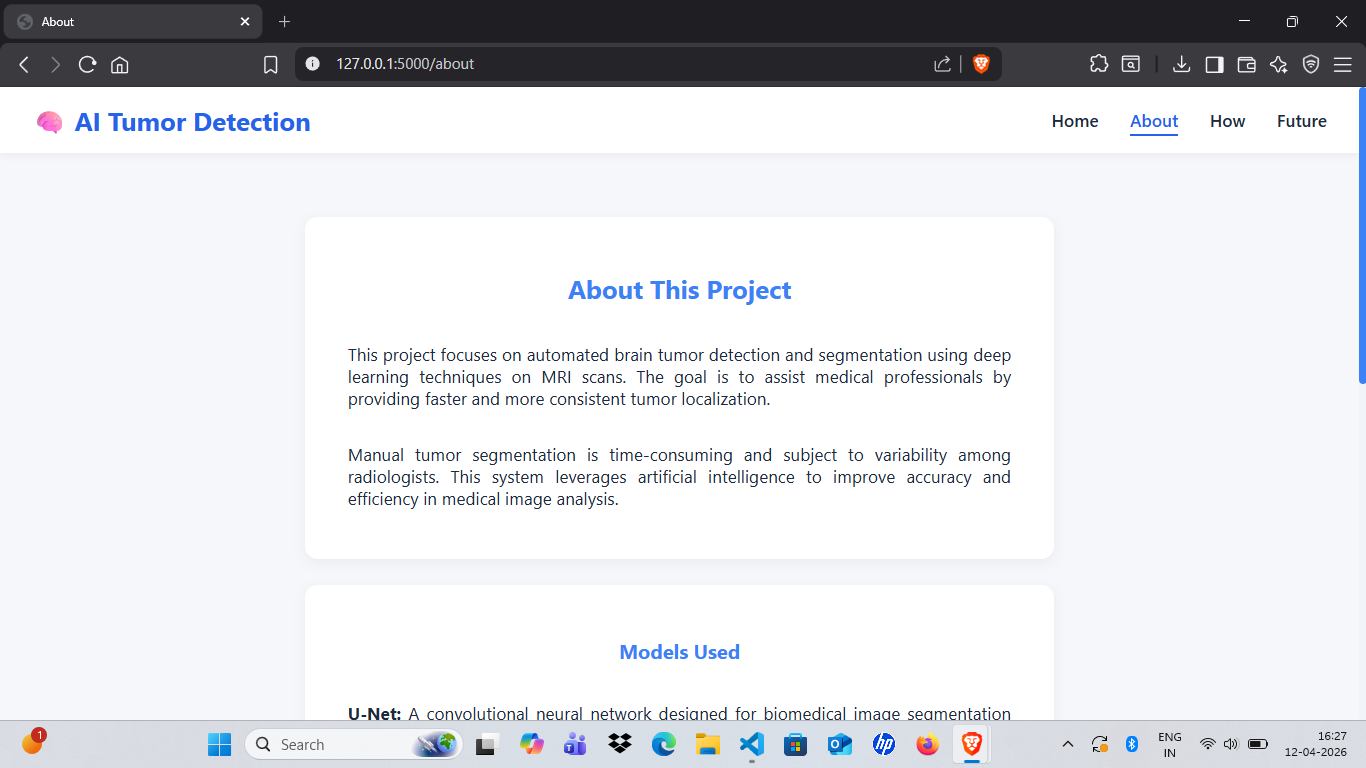 About
127.0.0.1:5000/about
AI Tumor Detection
Home
About
How
Future
About This Project
This project focuses on automated brain tumor detection and segmentation using deep
learning techniques on MRI scans. The goal is to assist medical professionals by
providing faster and more consistent tumor localization.
Manual tumor segmentation is time-consuming and subject to variability among
radiologists. This system leverages artificial intelligence to improve accuracy and
efficiency in medical image analysis.
Models Used
U-Net: A convolutional neural network designed for biomedical image segmentation
1
Search
hp
ENG
IN
16:27
12-04-2026